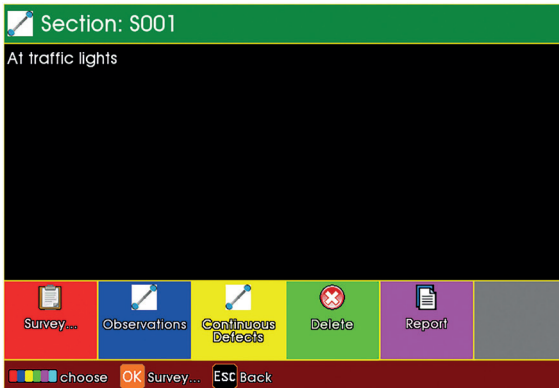 Section: S001
At traffic lights
Survey...
Observations
Continuous
Defects
Delete
Report
choose OK Survey... Esc Back